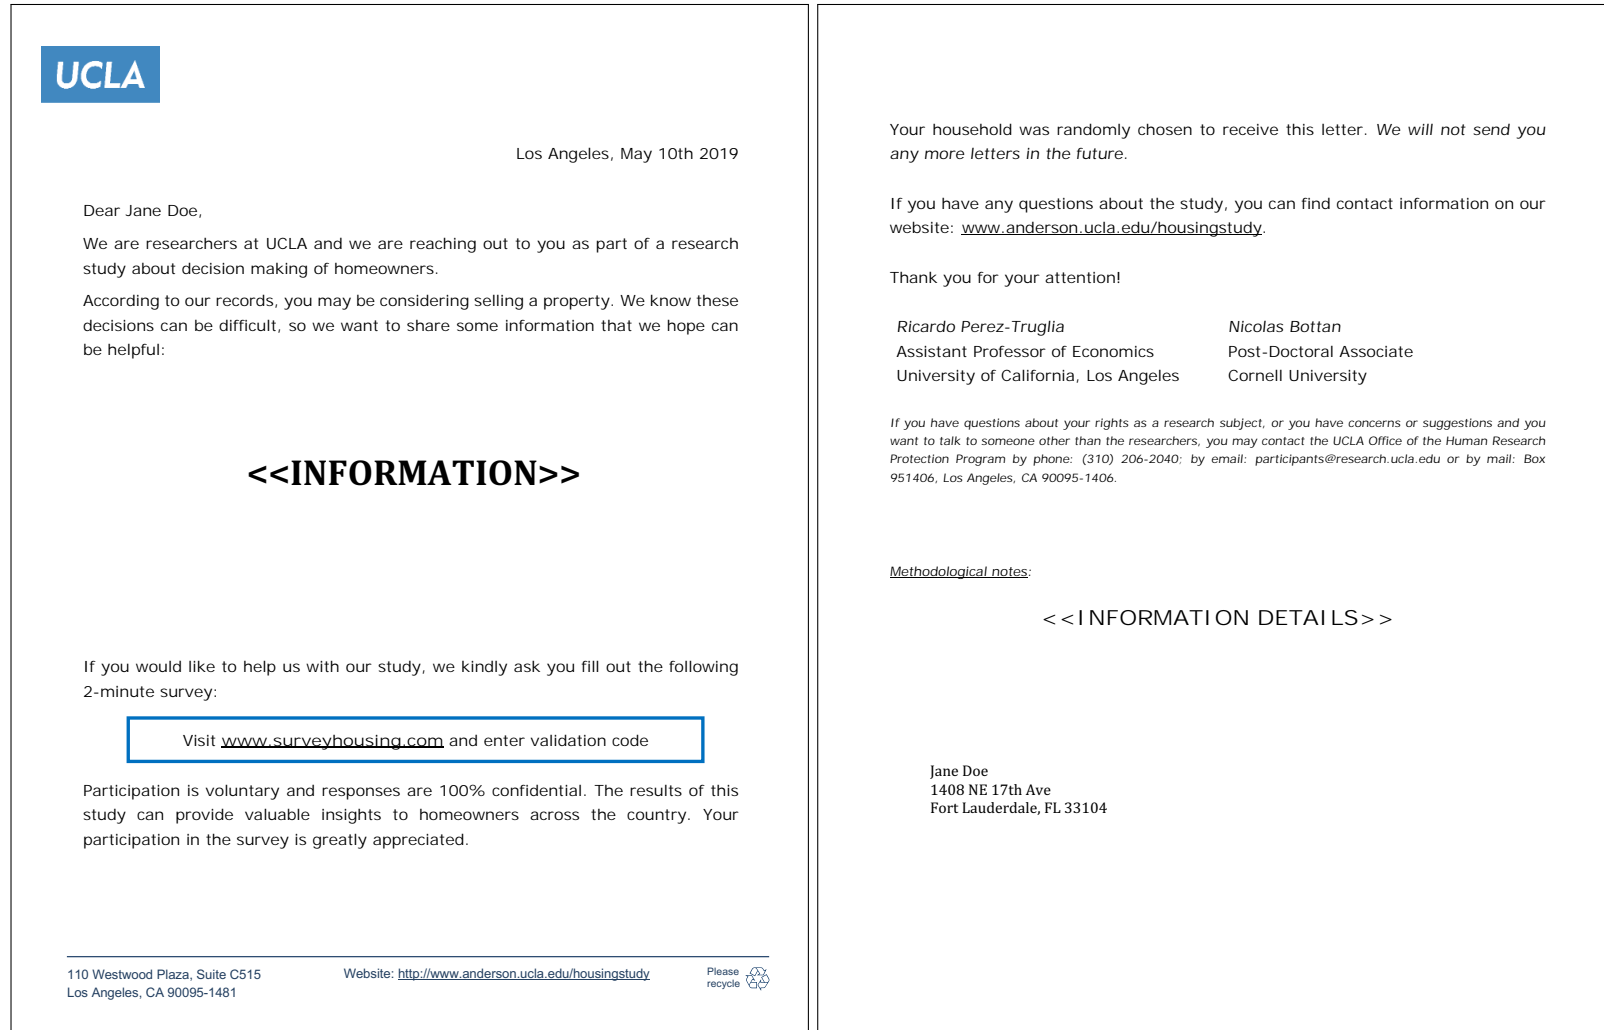 UCLA
Los Angeles, May 10th 2019
Dear Jane Doe,
We are researchers at UCLA and we are reaching out to you as part of a research
study about decision making of homeowners.
According to our records, you may be considering selling a property. We know these
decisions can be difficult, so we want to share some information that we hope can
be helpful:
<<INFORMATION>>
If you would like to help us with our study, we kindly ask you fill out the following
2-minute survey:
Visit www.surveyhousing.com and enter validation code
Participation is voluntary and responses are 100% confidential. The results of this
study can provide valuable insights to homeowners across the country. Your
participation in the survey is greatly appreciated.
110 Westwood Plaza, Suite C515
Los Angeles, CA 90095-1481
Website: http://www.anderson.ucla.edu/housingstudy
Please
recycle
Your household was randomly chosen to receive this letter. We will not send you
any more letters in the future.
If you have any questions about the study, you can find contact information on our
website: www.anderson.ucla.edu/housingstudy.
Thank you for your attention!
Ricardo Perez-Truglia
Assistant Professor of Economics
University of California, Los Angeles
Nicolas Bottan
Post-Doctoral Associate
Cornell University
If you have questions about your rights as a research subject, or you have concerns or suggestions and you
want to talk to someone other than the researchers, you may contact the UCLA Office of the Human Research
Protection Program by phone: (310) 206-2040; by email: participants@research.ucla.edu or by mail: Box
951406, Los Angeles, CA 90095-1406.
Methodological notes:
<<INFORMATION DETAILS>>
Jane Doe
1408 NE 17th Ave
Fort Lauderdale, FL 33104